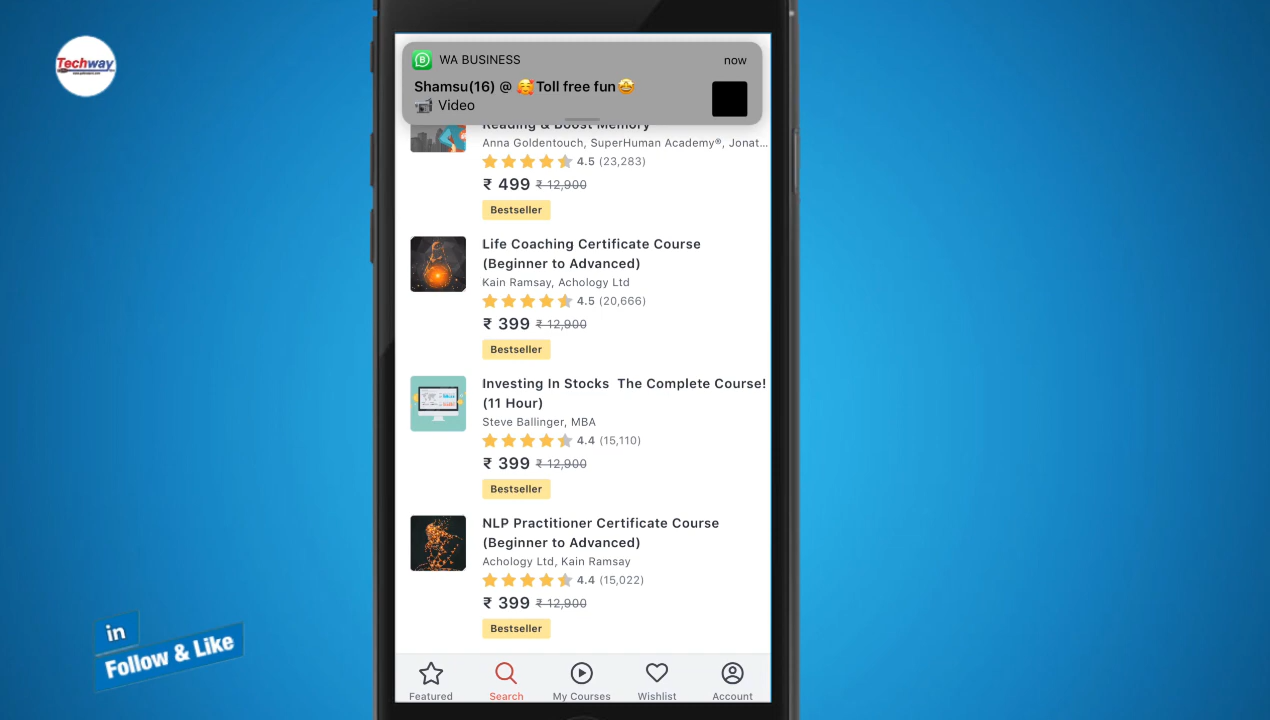 Techway
WA BUSINESS
now
Shamsu(16) @ 🥰Toll free fun🤩
📹 Video
Reading & Boost Memory
Anna Goldentouch, SuperHuman Academy®, Jonat...
4.5 (23,283)
₹ 499 ₹ 12,900
Bestseller
Life Coaching Certificate Course
(Beginner to Advanced)
Kain Ramsay, Achology Ltd
4.5 (20,666)
₹ 399 ₹ 12,900
Bestseller
Investing In Stocks The Complete Course!
(11 Hour)
Steve Ballinger, MBA
4.4 (15,110)
₹ 399 ₹ 12,900
Bestseller
NLP Practitioner Certificate Course
(Beginner to Advanced)
Achology Ltd, Kain Ramsay
4.4 (15,022)
₹ 399 ₹ 12,900
Bestseller
in
Follow & Like
Featured
Search
My Courses
Wishlist
Account